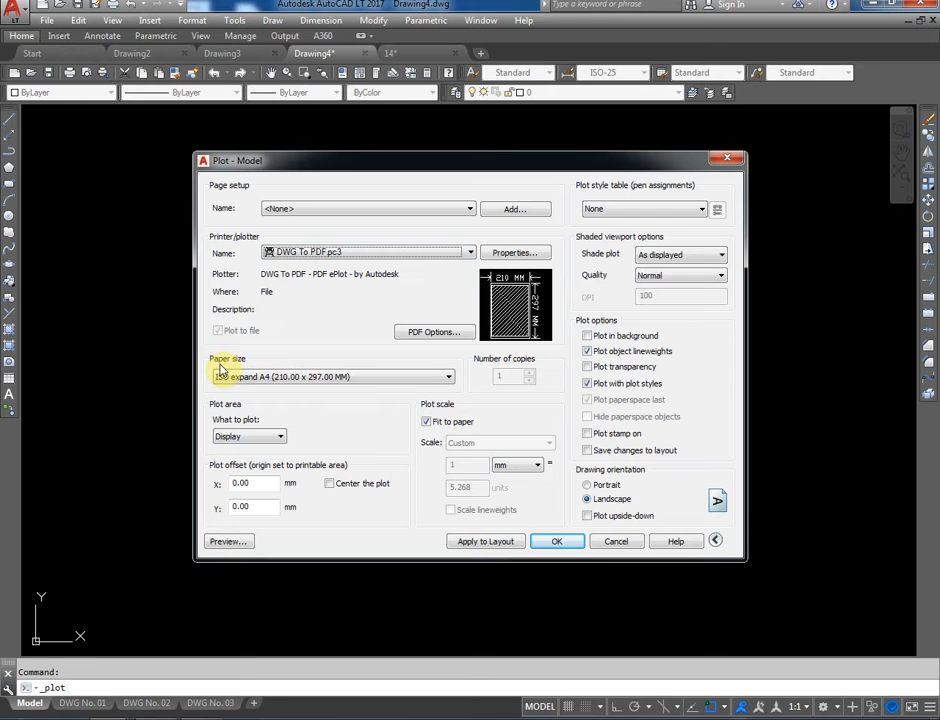 Autodesk AutoCAD LT 2017 Drawing4.dwg
Type a keyword or phrase
Sign In
LT
File Edit View Insert Format Tools Draw Dimension Modify Parametric Window Help
Home Insert Annotate Parametric View Manage Output A360
Start Drawing2 Drawing3 Drawing4* 14*
Standard ISO-25 Standard Standard
ByLayer ByLayer ByLayer ByColor 0
Plot - Model
Page setup
Name: <None> Add...
Plot style table (pen assignments)
None
Printer/plotter
Name: DWG To PDF.pc3 Properties...
Plotter: DWG To PDF - PDF ePlot - by Autodesk
Where: File
Description:
Plot to file PDF Options...
210 MM
297 MM
Shaded viewport options
Shade plot As displayed
Quality Normal
DPI 100
Paper size
ISO expand A4 (210.00 x 297.00 MM)
Number of copies
1
Plot area
What to plot:
Display
Plot scale
Fit to paper
Scale: Custom
1 mm =
5.268 units
Scale lineweights
Plot offset (origin set to printable area)
X: 0.00 mm Center the plot
Y: 0.00 mm
Plot options
Plot in background
Plot object lineweights
Plot transparency
Plot with plot styles
Plot paperspace last
Hide paperspace objects
Plot stamp on
Save changes to layout
Drawing orientation
Portrait
Landscape
Plot upside-down
A
Preview... Apply to Layout OK Cancel Help
Y
X
Command:
_plot
Model DWG No. 01 DWG No. 02 DWG No. 03 +
MODEL 1:1